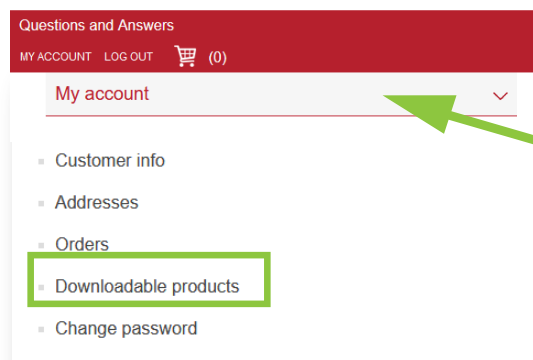 Questions and Answers
MY ACCOUNT LOG OUT (0)
My account
Customer info
Addresses
Orders
Downloadable products
Change password